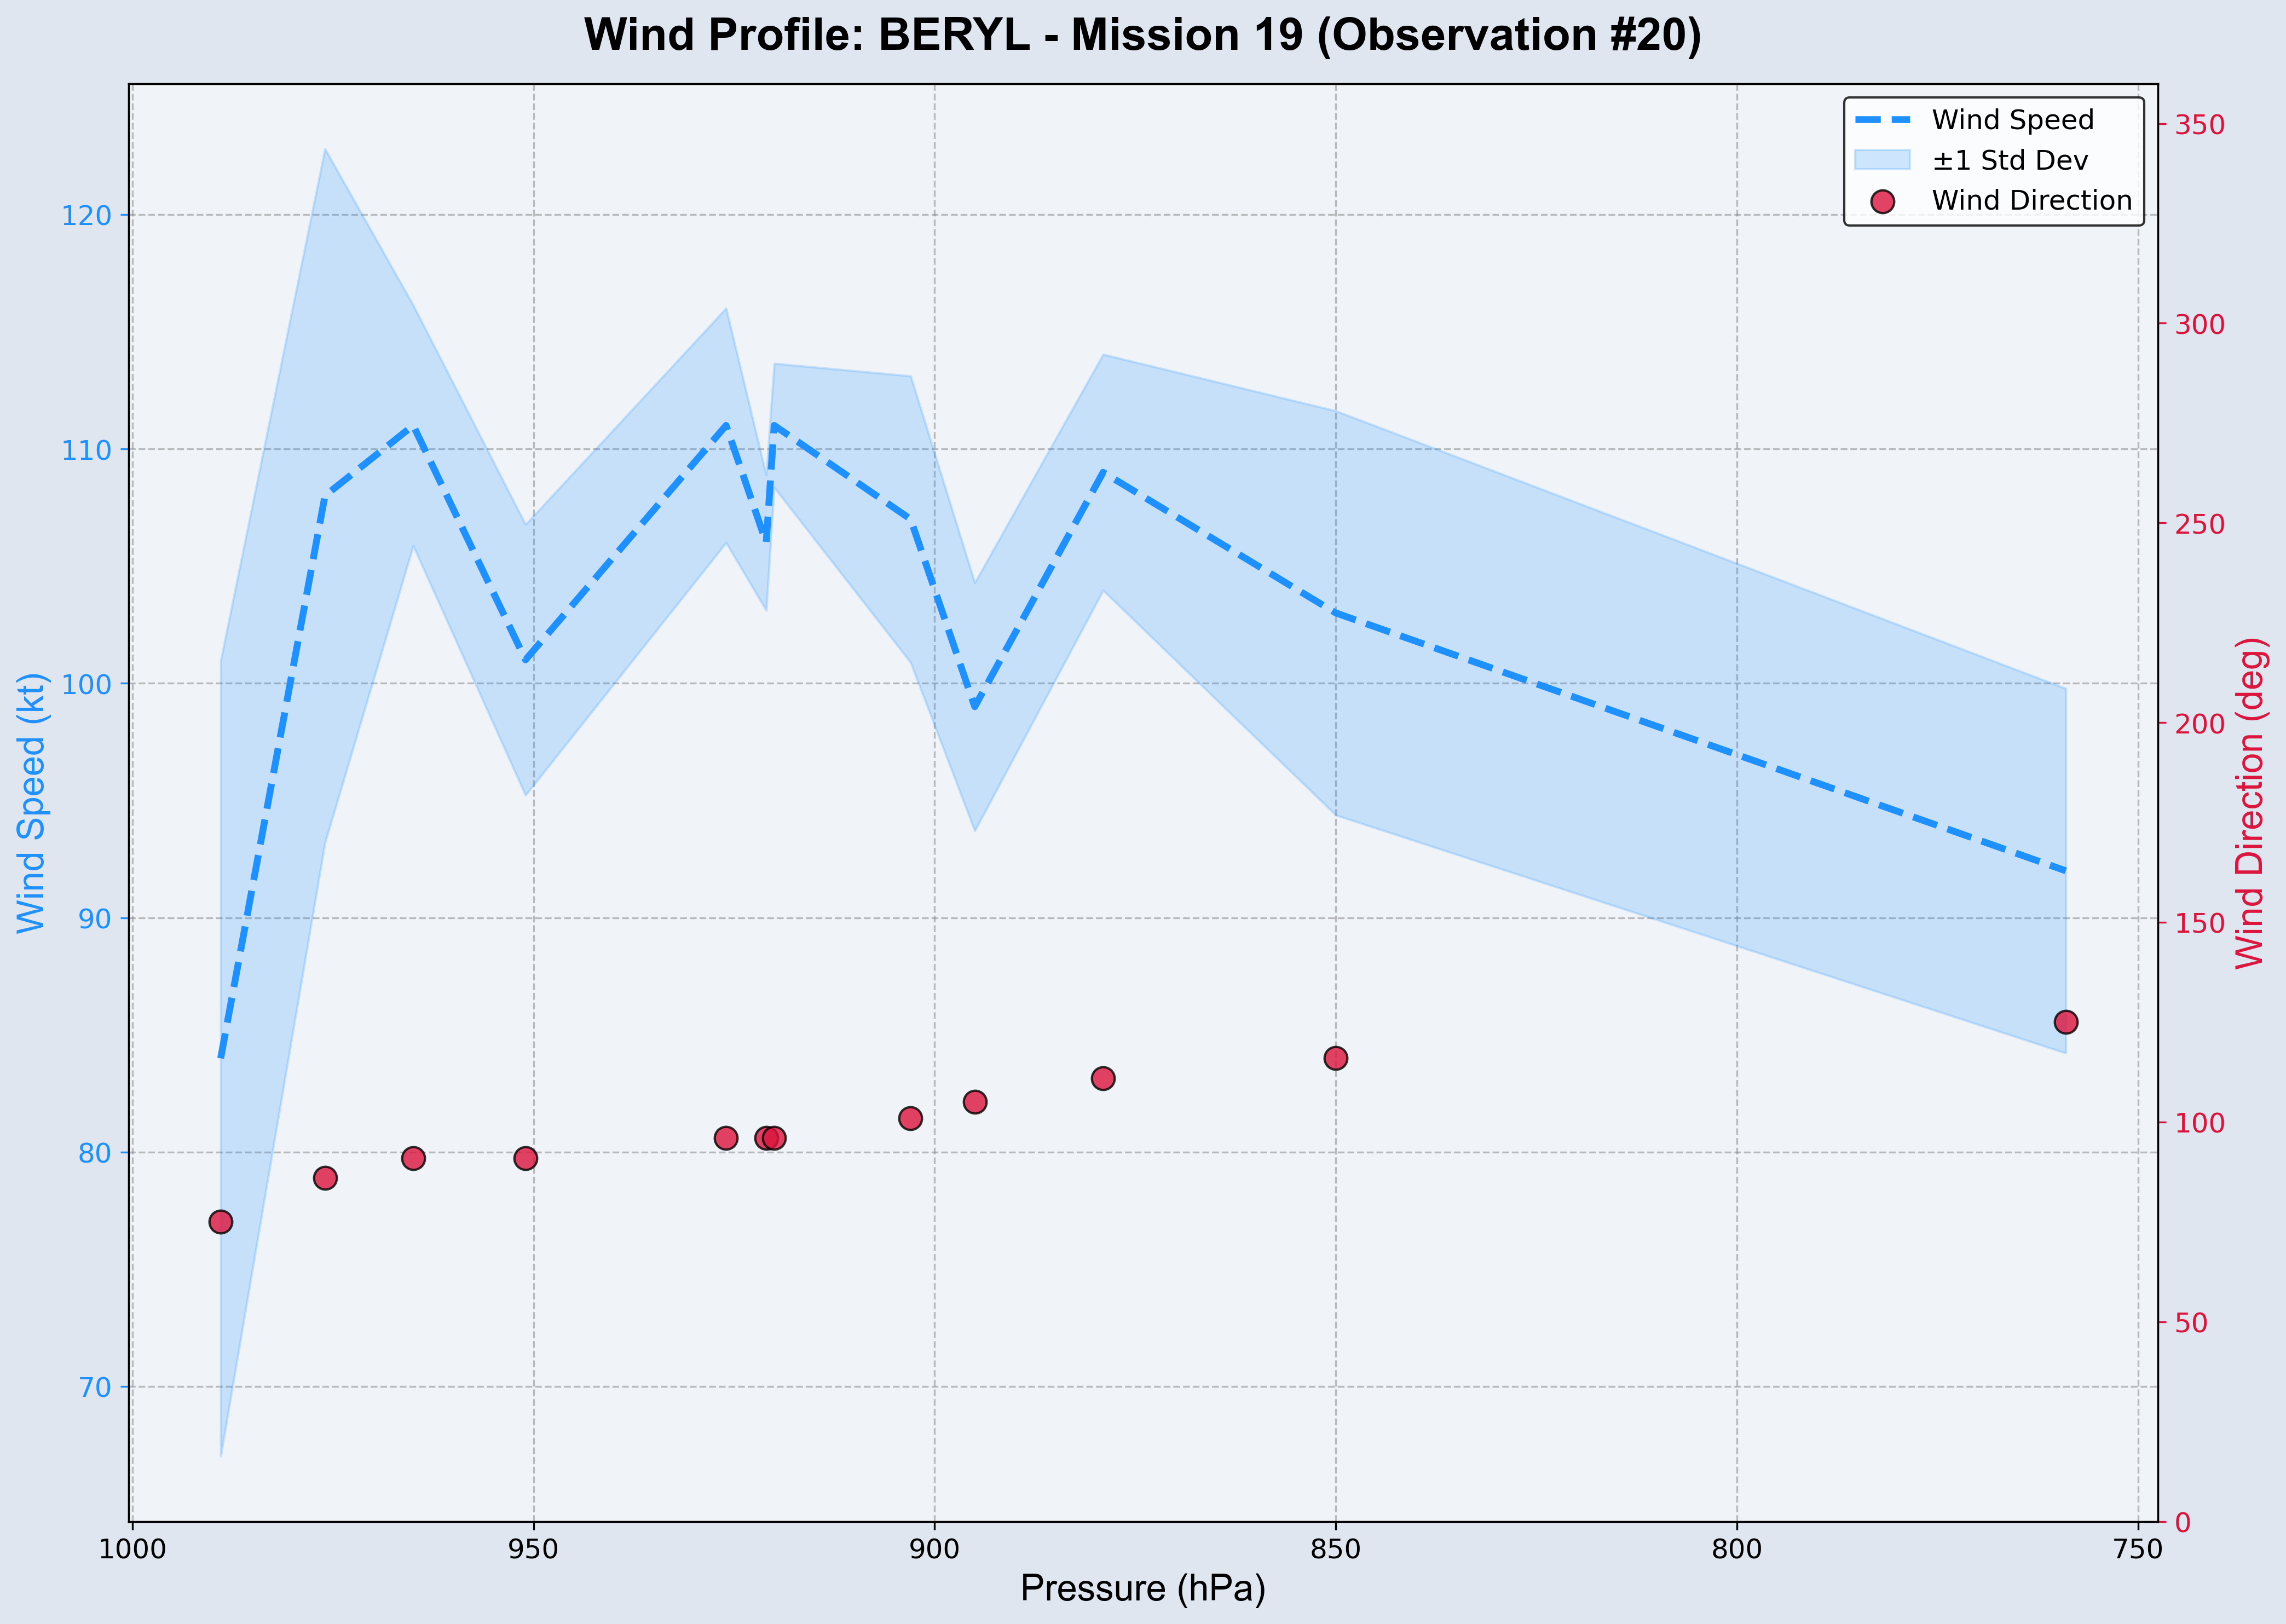 Wind Profile: BERYL - Mission 19 (Observation #20)
Wind Speed
±1 Std Dev
Wind Direction
Wind Speed (kt)
120
110
100
90
80
70
350
300
250
200
150
100
50
0
Wind Direction (deg)
1000
950
900
850
800
750
Pressure (hPa)